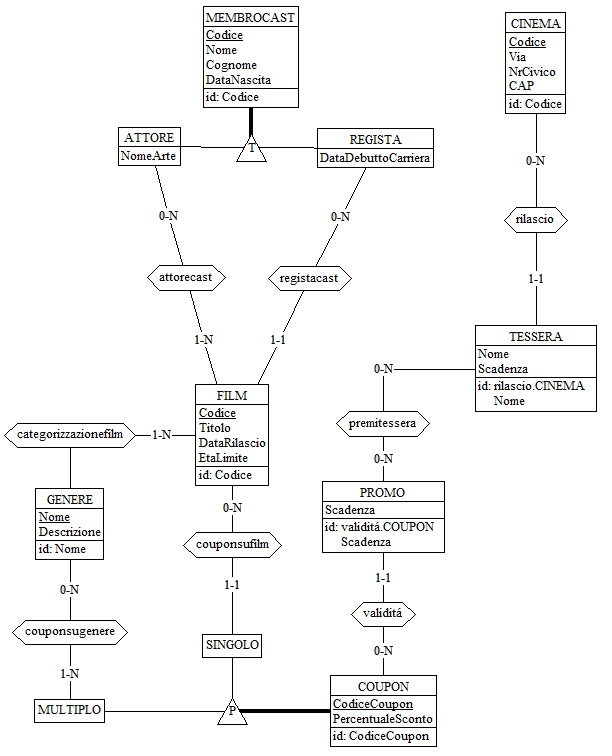 MEMBROCAST
Codice
Nome
Cognome
DataNascita
id: Codice
CINEMA
Codice
Via
NrCivico
CAP
id: Codice
ATTORE
NomeArte
T
REGISTA
DataDebuttoCarriera
0-N
0-N
0-N
rilascio
attorecast
registacast
1-1
1-N
1-1
TESSERA
Nome
Scadenza
id: rilascio.CINEMA
Nome
0-N
FILM
Codice
Titolo
DataRilascio
EtaLimite
id: Codice
categorizzazionefilm
1-N
premitessera
0-N
GENERE
Nome
Descrizione
id: Nome
PROMO
Scadenza
id: validitá.COUPON
Scadenza
0-N
couponsufilm
0-N
1-1
1-1
couponsugenere
validitá
SINGOLO
0-N
1-N
MULTIPLO
P
COUPON
CodiceCoupon
PercentualeSconto
id: CodiceCoupon